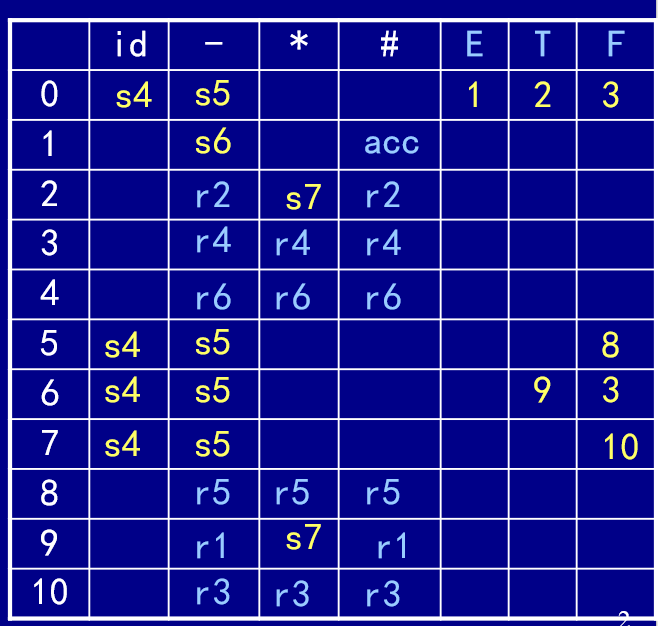 id - * # E T F
0 s4 s5 1 2 3
1 s6 acc
2 r2 s7 r2
3 r4 r4 r4
4 r6 r6 r6
5 s4 s5 8
6 s4 s5 9 3
7 s4 s5 10
8 r5 r5 r5
9 r1 s7 r1
10 r3 r3 r3